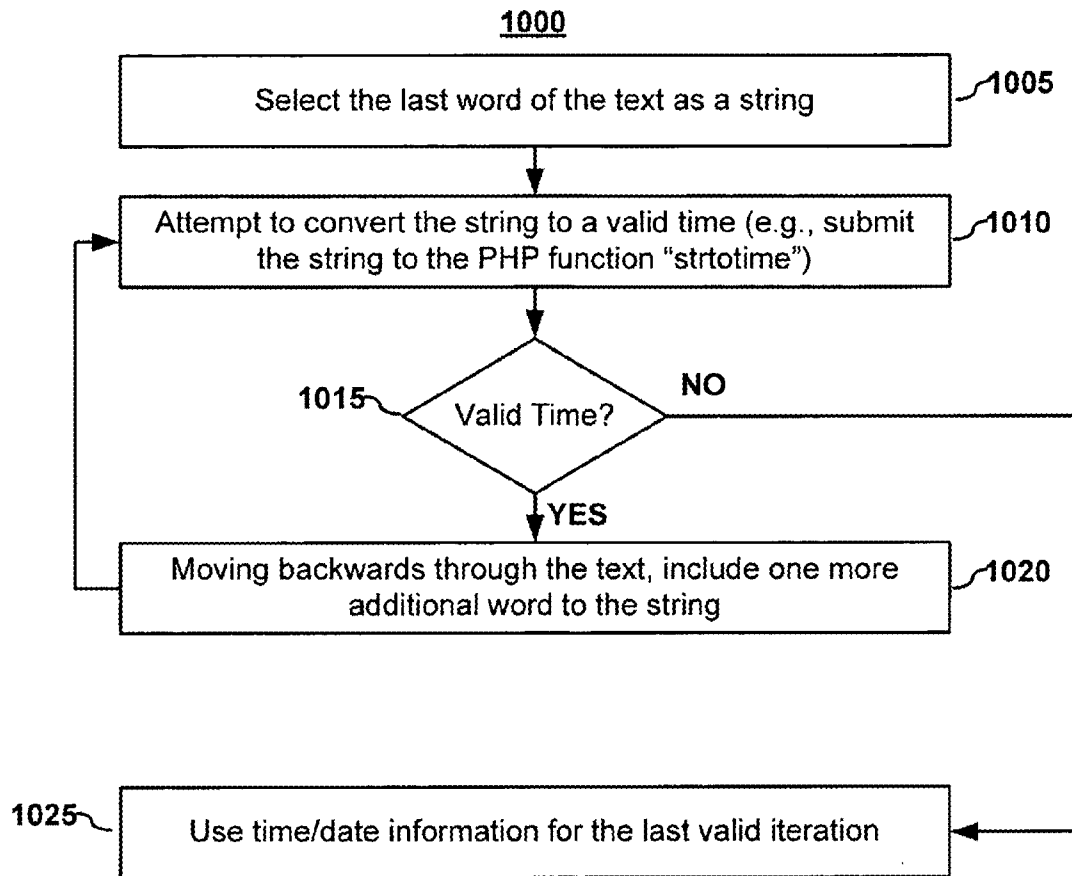 1000
Select the last word of the text as a string
1005
Attempt to convert the string to a valid time (e.g., submit
the string to the PHP function “strtotime”)
1010
1015
Valid Time?
NO
YES
Moving backwards through the text, include one more
additional word to the string
1020
1025
Use time/date information for the last valid iteration